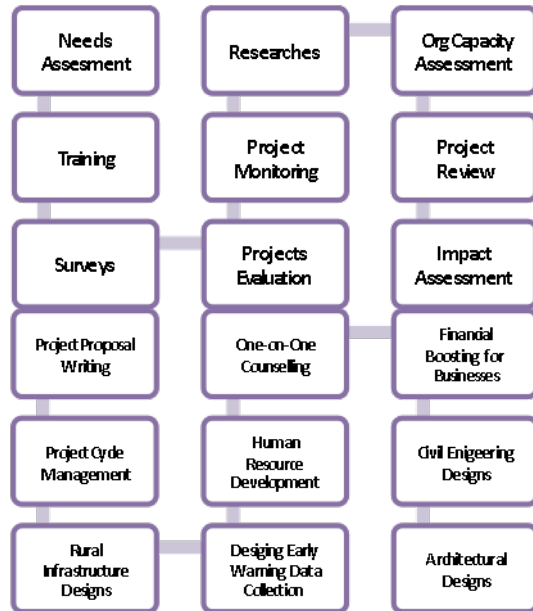 Needs
Assesment
Researches
Org Capacity
Assessment
Training
Project
Monitoring
Project
Review
Surveys
Projects
Evaluation
Impact
Assessment
Project Proposal
Writing
One-on-One
Counselling
Financial
Boosting for
Businesses
Project Cycle
Management
Human
Resource
Development
Civil Enigeering
Designs
Rural
Infrastructure
Designs
Desiging Early
Warning Data
Collection
Architectural
Designs